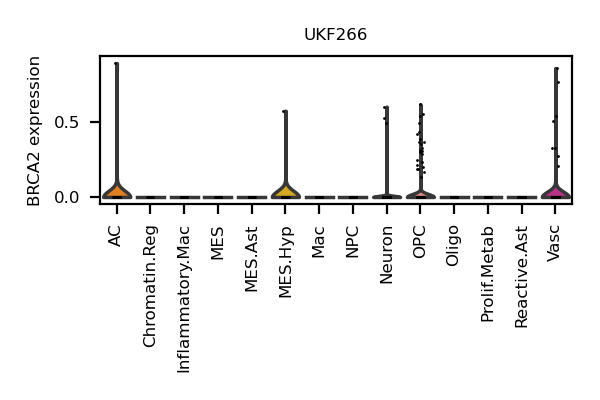 UKF266
BRCA2 expression
0.5
0.0
AC
Chromatin.Reg
Inflammatory.Mac
MES
MES.Ast
MES.Hyp
Mac
NPC
Neuron
OPC
Oligo
Prolif.Metab
Reactive.Ast
Vasc